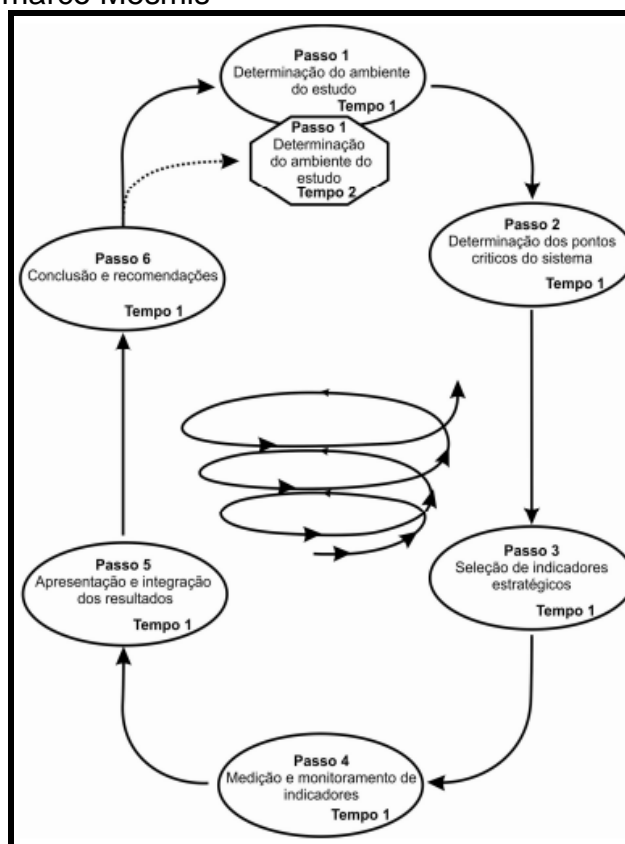 marco Mesmis
Passo 1
Determinação do ambiente
do estudo
Tempo 1
Passo 1
Determinação
do ambiente do
estudo
Tempo 2
Passo 2
Determinação dos pontos
criticos do sistema
Tempo 1
Passo 3
Seleção de indicadores
estratégicos
Tempo 1
Passo 4
Medição e monitoramento de
indicadores
Tempo 1
Passo 5
Apresentação e integração
dos resultados
Tempo 1
Passo 6
Conclusão e recomendações
Tempo 1